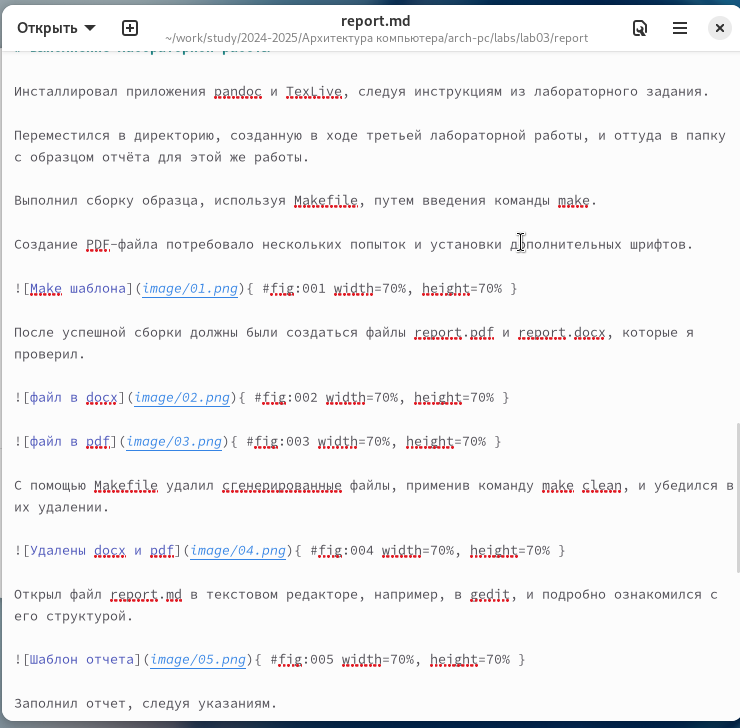 Открыть
report.md
~/work/study/2024-2025/Архитектура компьютера/arch-pc/labs/lab03/report
Инсталлировал приложения pandoc и TexLive, следуя инструкциям из лабораторного задания.
Переместился в директорию, созданную в ходе третьей лабораторной работы, и оттуда в папку
с образцом отчёта для этой же работы.
Выполнил сборку образца, используя Makefile, путем введения команды make.
Создание PDF-файла потребовало нескольких попыток и установки дополнительных шрифтов.
![Make шаблона](image/01.png){ #fig:001 width=70%, height=70% }
После успешной сборки должны были создаться файлы report.pdf и report.docx, которые я
проверил.
![файл в docx](image/02.png){ #fig:002 width=70%, height=70% }
![файл в pdf](image/03.png){ #fig:003 width=70%, height=70% }
С помощью Makefile удалил сгенерированные файлы, применив команду make clean, и убедился в
их удалении.
![Удалены docx и pdf](image/04.png){ #fig:004 width=70%, height=70% }
Открыл файл report.md в текстовом редакторе, например, в gedit, и подробно ознакомился с
его структурой.
![Шаблон отчета](image/05.png){ #fig:005 width=70%, height=70% }
Заполнил отчет, следуя указаниям.